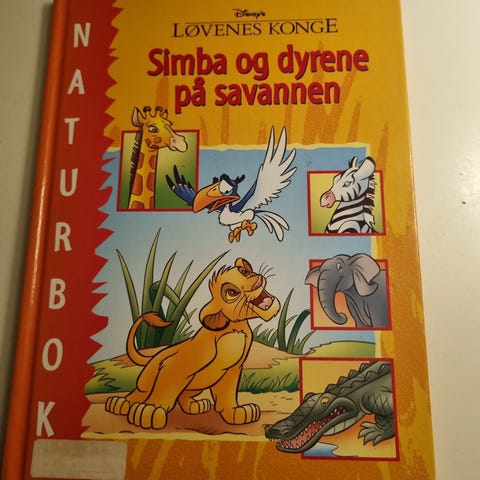 Disney's
LØVENES KONGE
Simba og dyrene
på savannen
NATURBOK